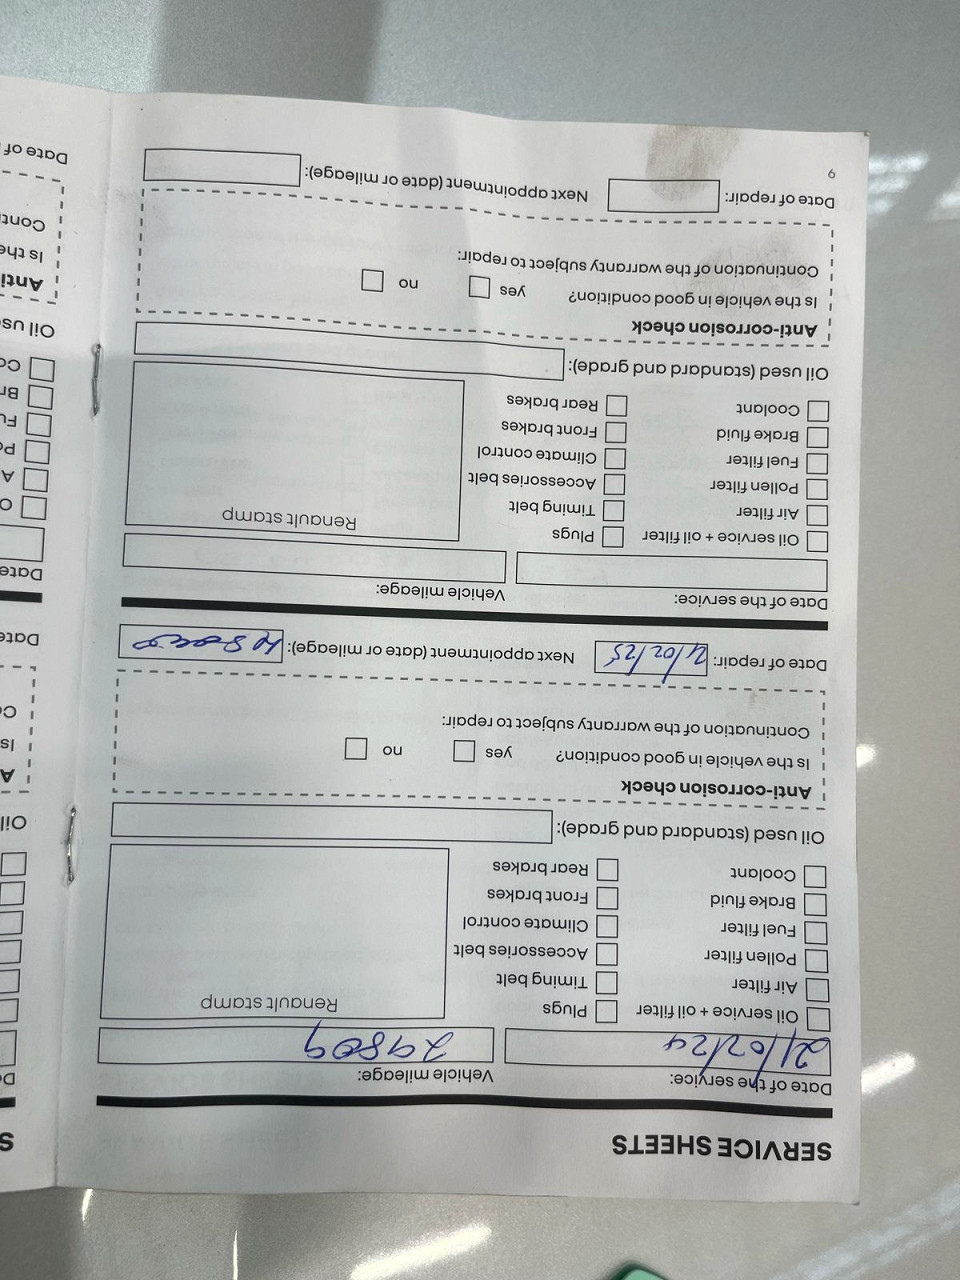 SERVICE SHEETS
Date of the service: 21/02/24 Vehicle mileage: 29809
Oil service + oil filter Plugs Renault stamp
Air filter Timing belt
Pollen filter Accessories belt
Fuel filter Climate control
Brake fluid Front brakes
Coolant Rear brakes
Oil used (standard and grade):
Anti-corrosion check
Is the vehicle in good condition? yes no
Continuation of the warranty subject to repair:
Date of repair: 21/02/25 Next appointment (date or mileage):
Date of the service: Vehicle mileage:
Oil service + oil filter Plugs Renault stamp
Air filter Timing belt
Pollen filter Accessories belt
Fuel filter Climate control
Brake fluid Front brakes
Coolant Rear brakes
Oil used (standard and grade):
Anti-corrosion check
Is the vehicle in good condition? yes no
Continuation of the warranty subject to repair:
Date of repair: Next appointment (date or mileage):
6